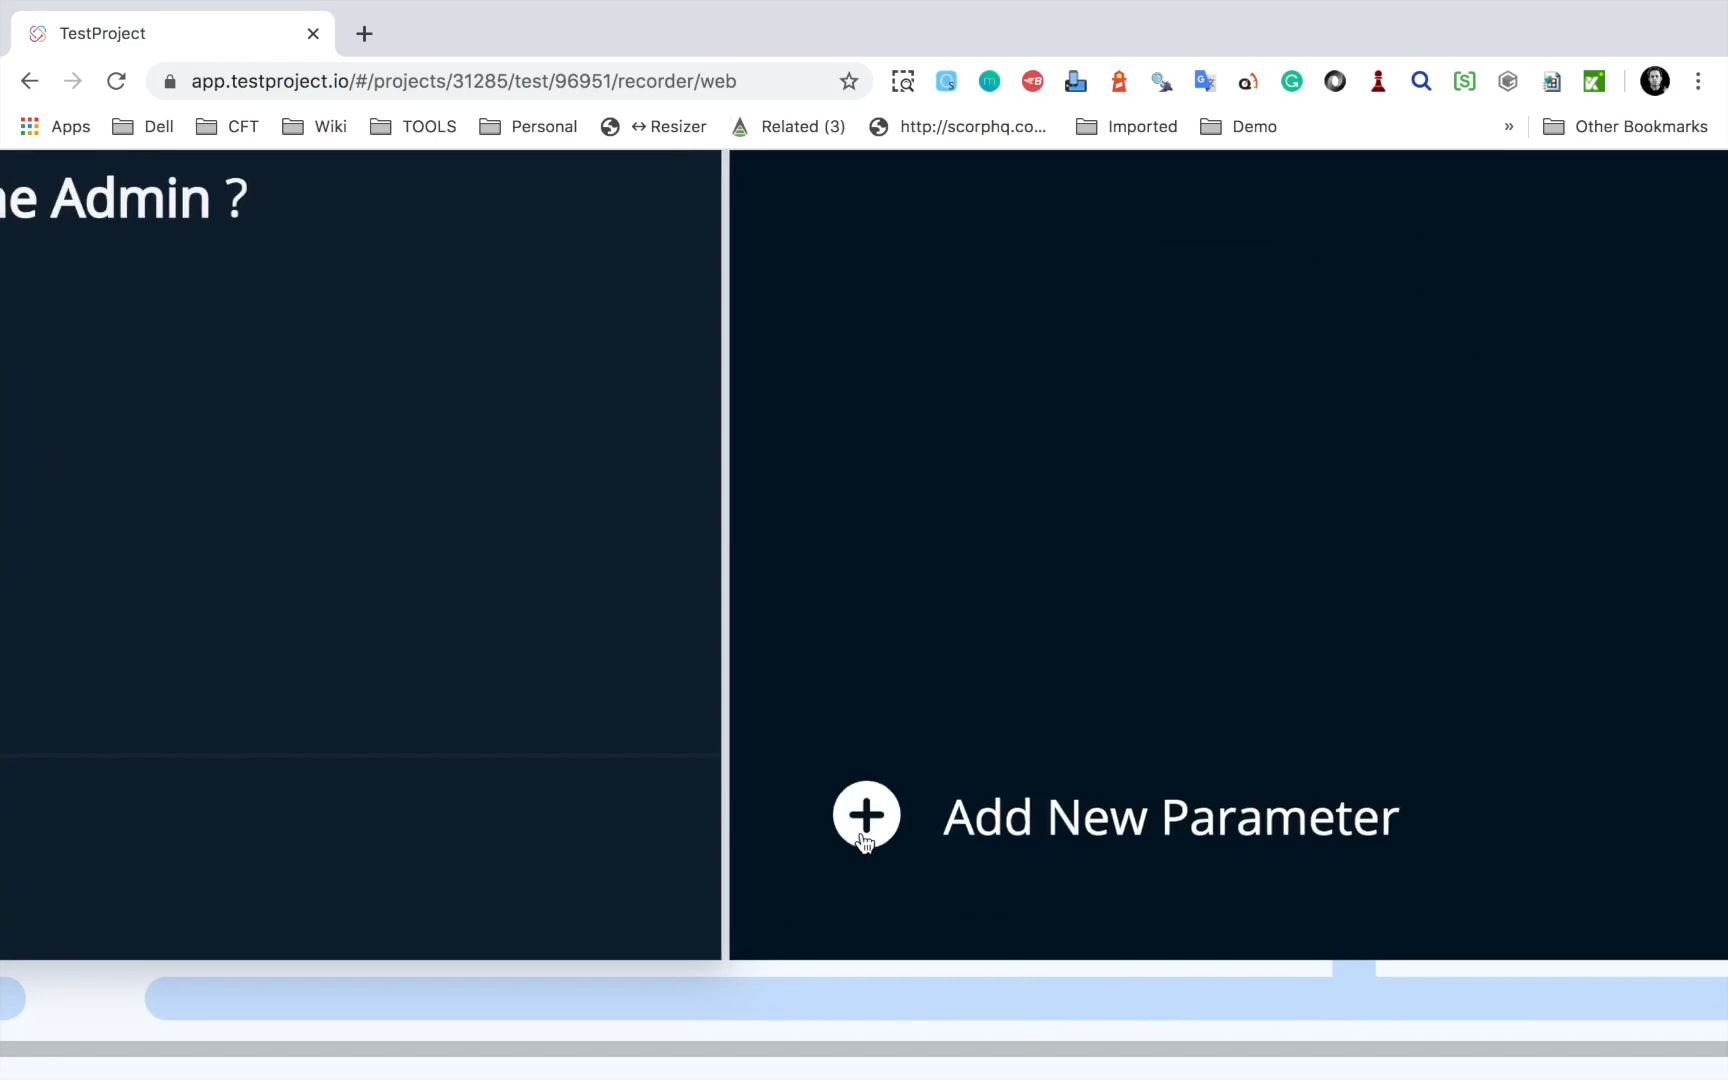 TestProject
app.testproject.io/#/projects/31285/test/96951/recorder/web
Apps Dell CFT Wiki TOOLS Personal ↔ Resizer Related (3) http://scorphq.co... Imported Demo » Other Bookmarks
ne Admin ?
Add New Parameter